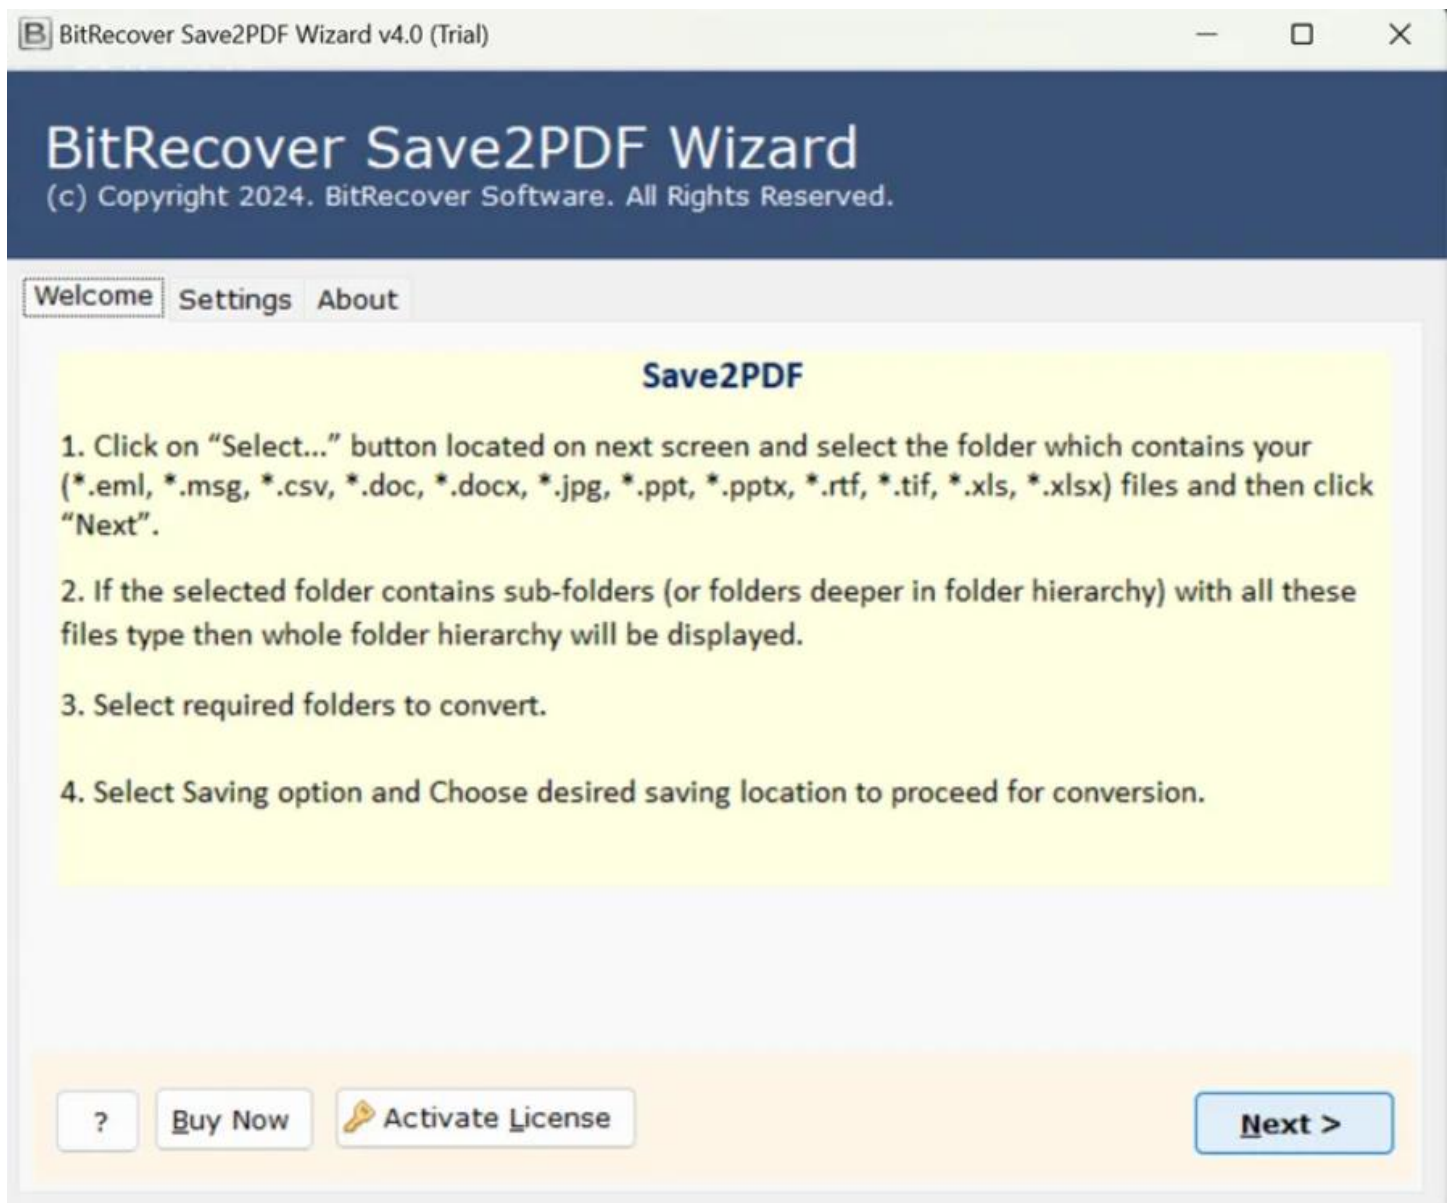 BitRecover Save2PDF Wizard v4.0 (Trial)
BitRecover Save2PDF Wizard
(c) Copyright 2024. BitRecover Software. All Rights Reserved.
Welcome Settings About
Save2PDF
1. Click on “Select...” button located on next screen and select the folder which contains your
(*.eml, *.msg, *.csv, *.doc, *.docx, *.jpg, *.ppt, *.pptx, *.rtf, *.tif, *.xls, *.xlsx) files and then click
“Next”.
2. If the selected folder contains sub-folders (or folders deeper in folder hierarchy) with all these
files type then whole folder hierarchy will be displayed.
3. Select required folders to convert.
4. Select Saving option and Choose desired saving location to proceed for conversion.
? Buy Now Activate License Next >